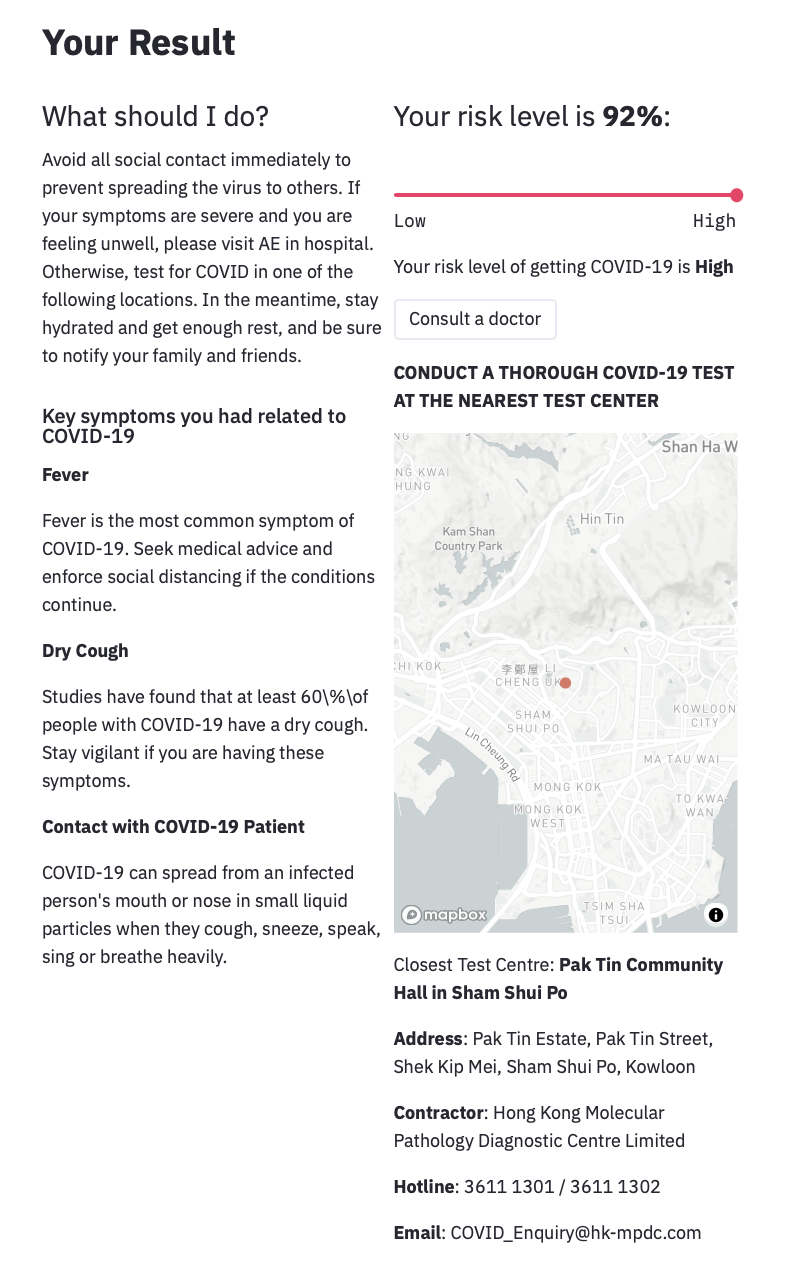 Your Result
What should I do?
Avoid all social contact immediately to
prevent spreading the virus to others. If
your symptoms are severe and you are
feeling unwell, please visit AE in hospital.
Otherwise, test for COVID in one of the
following locations. In the meantime, stay
hydrated and get enough rest, and be sure
to notify your family and friends.
Key symptoms you had related to
COVID-19
Fever
Fever is the most common symptom of
COVID-19. Seek medical advice and
enforce social distancing if the conditions
continue.
Dry Cough
Studies have found that at least 60\%\of
people with COVID-19 have a dry cough.
Stay vigilant if you are having these
symptoms.
Contact with COVID-19 Patient
COVID-19 can spread from an infected
person's mouth or nose in small liquid
particles when they cough, sneeze, speak,
sing or breathe heavily.
Your risk level is 92%:
Low High
Your risk level of getting COVID-19 is High
Consult a doctor
CONDUCT A THOROUGH COVID-19 TEST
AT THE NEAREST TEST CENTER
NG
Shan Ha W
NG KWAI
HUNG
Hin Tin
Kam Shan
Country Park
CHI KOK
李鄭屋 LI
CHENG UK
KOWLOON
CITY
SHAM
SHUI PO
Lin Cheung Rd
MA TAU WAI
MONG KOK
TO KWA
WAN
MONG KOK
WEST
TSIM SHA
TSUI
mapbox
Closest Test Centre: Pak Tin Community
Hall in Sham Shui Po
Address: Pak Tin Estate, Pak Tin Street,
Shek Kip Mei, Sham Shui Po, Kowloon
Contractor: Hong Kong Molecular
Pathology Diagnostic Centre Limited
Hotline: 3611 1301 / 3611 1302
Email: COVID_Enquiry@hk-mpdc.com